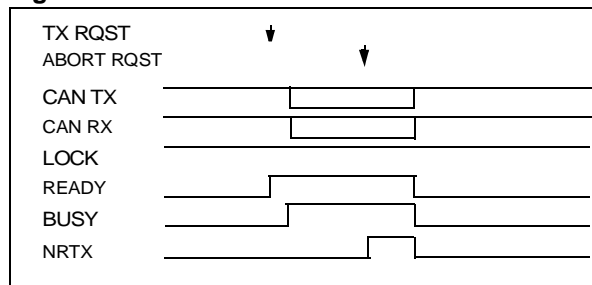 TX RQST
ABORT RQST
CAN TX
CAN RX
LOCK
READY
BUSY
NRTX